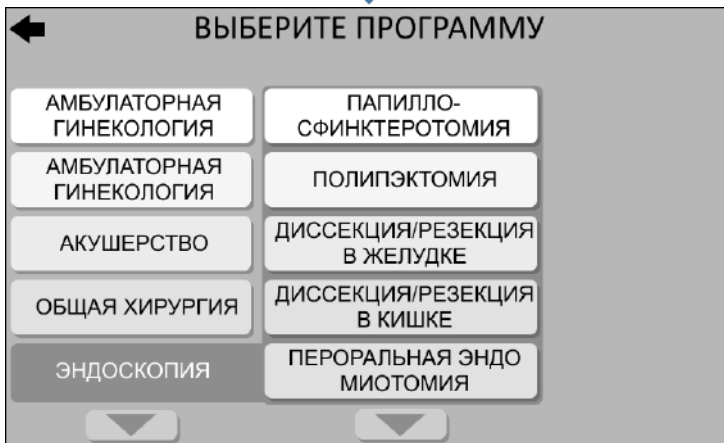 ВЫБЕРИТЕ ПРОГРАММУ
АМБУЛАТОРНАЯ
ГИНЕКОЛОГИЯ
АМБУЛАТОРНАЯ
ГИНЕКОЛОГИЯ
АКУШЕРСТВО
ОБЩАЯ ХИРУРГИЯ
ЭНДОСКОПИЯ
ПАПИЛЛО-
СФИНКТЕРОТОМИЯ
ПОЛИПЭКТОМИЯ
ДИССЕКЦИЯ/РЕЗЕКЦИЯ
В ЖЕЛУДКЕ
ДИССЕКЦИЯ/РЕЗЕКЦИЯ
В КИШКЕ
ПЕРОРАЛЬНАЯ ЭНДО
МИОТОМИЯ